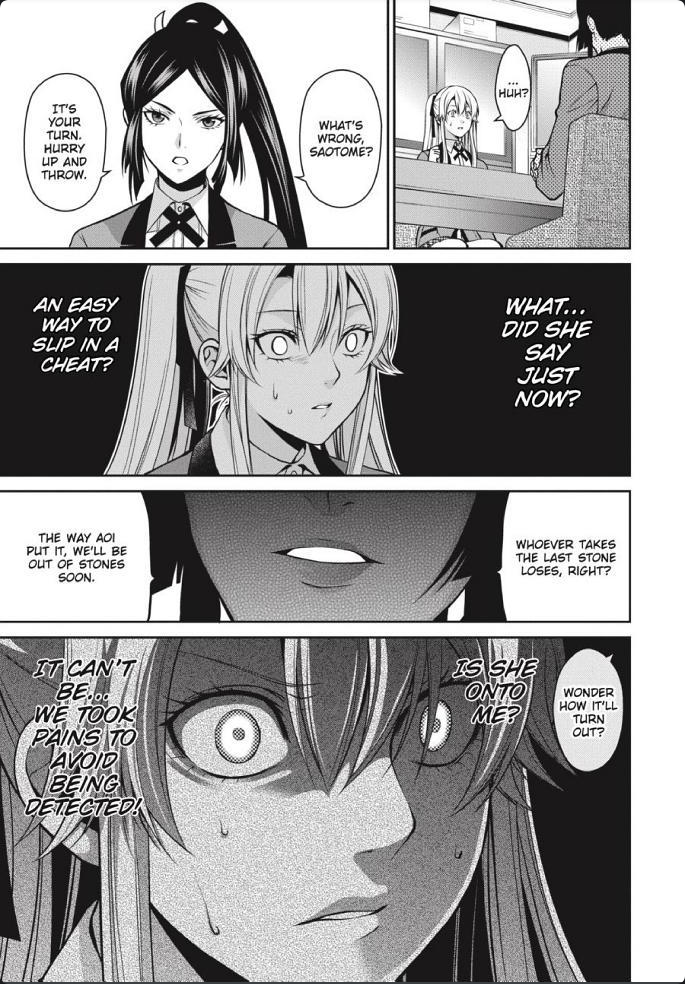 ...
HUH?
WHAT'S
WRONG,
SAOTOME?
IT'S
YOUR
TURN.
HURRY
UP AND
THROW.
WHAT...
DID SHE
SAY
JUST
NOW?
AN EASY
WAY TO
SLIP IN A
CHEAT?
WHOEVER TAKES
THE LAST STONE
LOSES, RIGHT?
THE WAY AOI
PUT IT, WE'LL BE
OUT OF STONES
SOON.
WONDER
HOW IT'LL
TURN
OUT?
IS SHE
ONTO
ME?
IT CAN'T
BE...
WE TOOK
PAINS TO
AVOID
BEING
DETECTED!